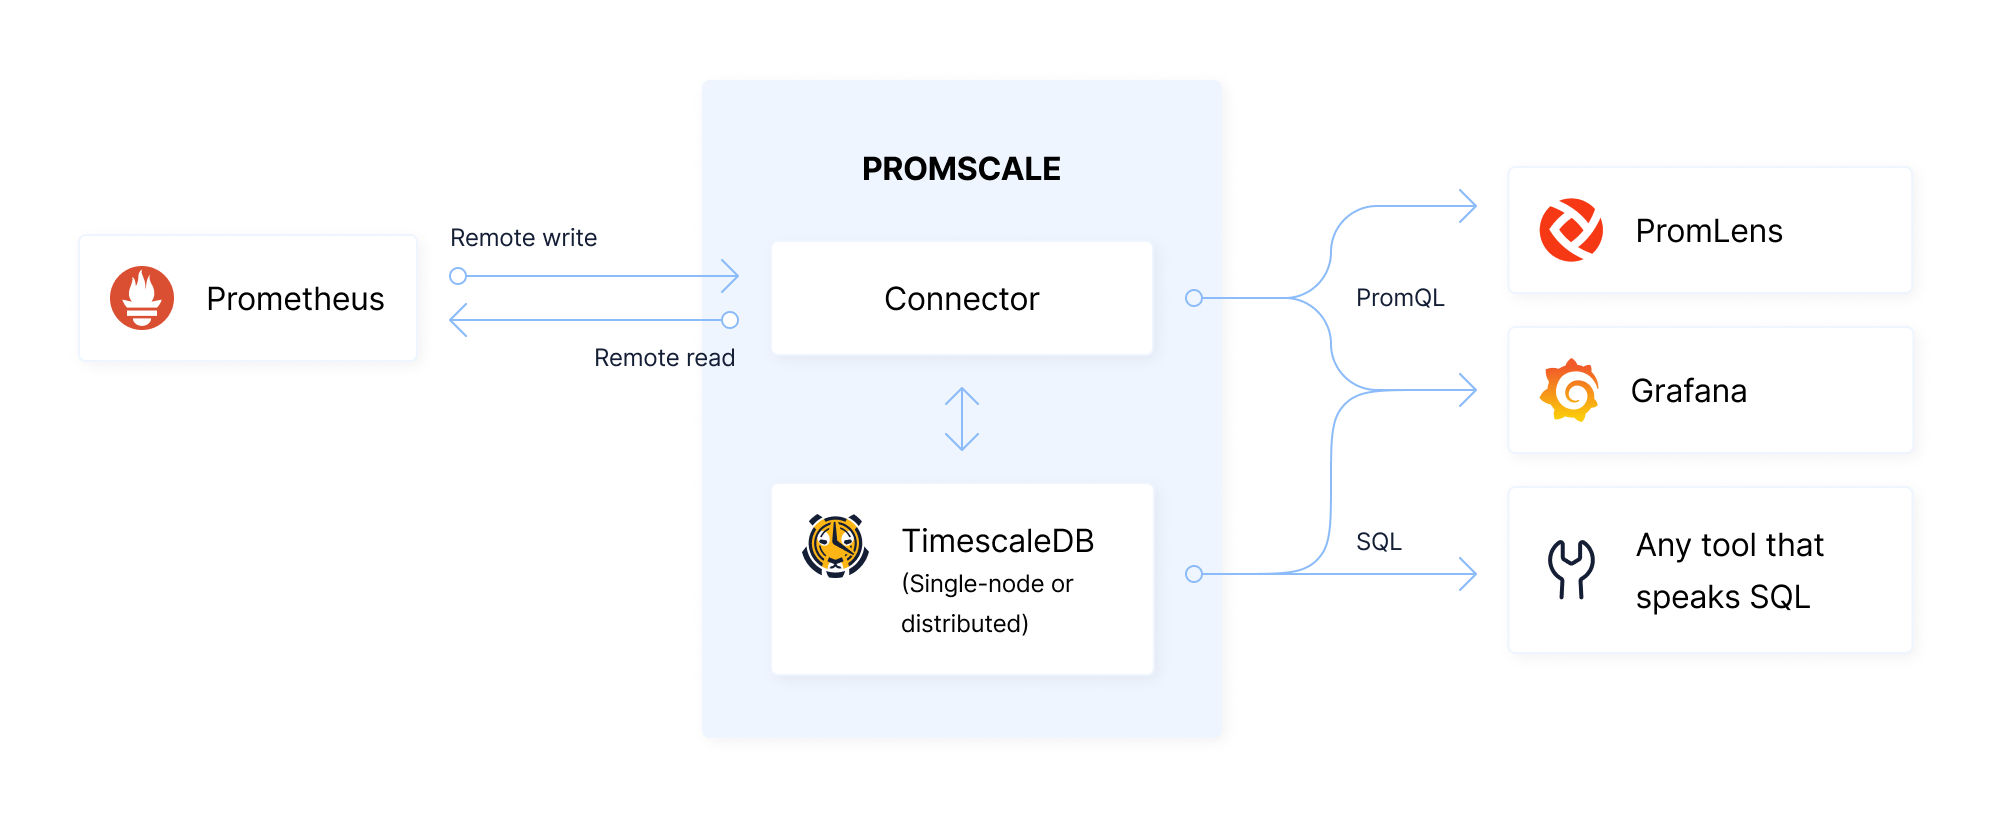 PROMSCALE
Prometheus
Remote write
Remote read
Connector
TimescaleDB
(Single-node or
distributed)
PromQL
SQL
PromLens
Grafana
Any tool that
speaks SQL